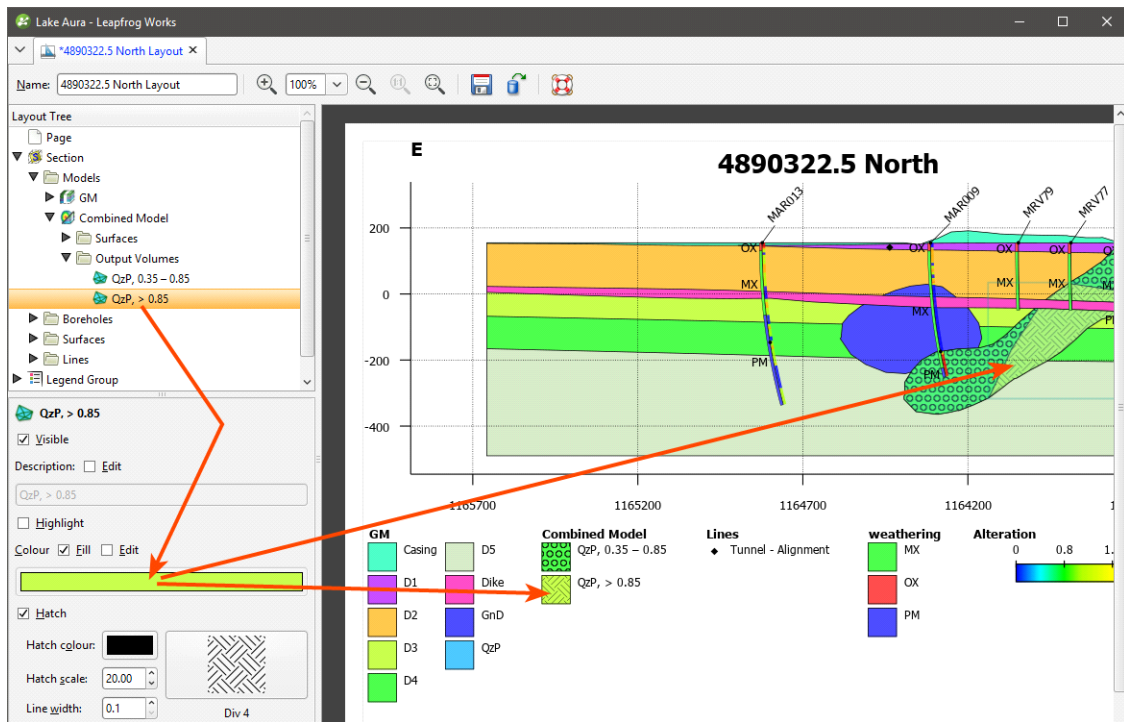 Lake Aura - Leapfrog Works
*4890322.5 North Layout
Name: 4890322.5 North Layout
100%
Layout Tree
Page
Section
Models
GM
Combined Model
Surfaces
Output Volumes
QzP, 0.35 – 0.85
QzP, > 0.85
Boreholes
Surfaces
Lines
Legend Group
QzP, > 0.85
Visible
Description: Edit
QzP, > 0.85
Highlight
Colour Fill Edit
Hatch
Hatch colour:
Hatch scale: 20.00
Line width: 0.1
Div 4
E
4890322.5 North
MAR013
MAR009
MRV79
MRV77
200
0
-200
-400
OX
OX
OX
OX
MX
MX
MX
MX
PM
PM
1165700
1165200
1164700
1164200
GM
Casing
D1
D2
D3
D4
D5
Dike
GnD
QzP
Combined Model
QzP, 0.35 – 0.85
QzP, > 0.85
Lines
Tunnel - Alignment
weathering
MX
OX
PM
Alteration
0 0.8